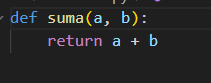 def suma(a, b):
    return a + b